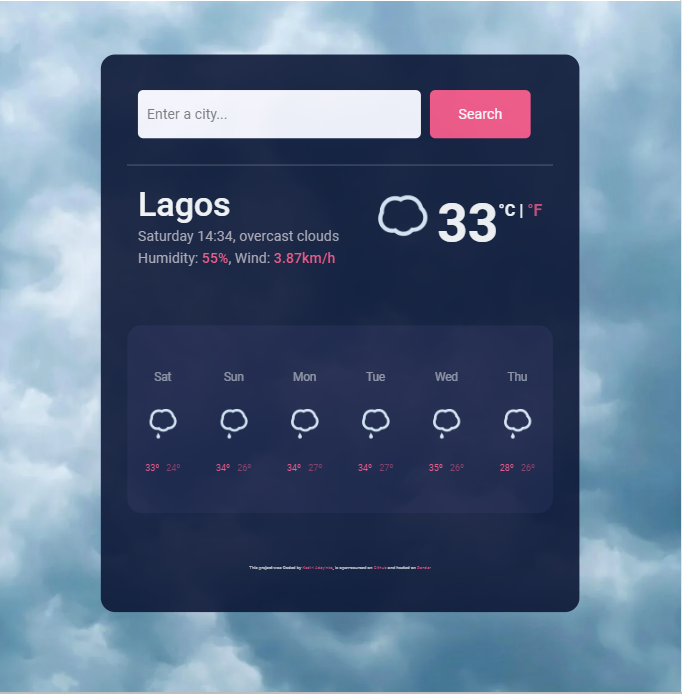 Enter a city...
Search
Lagos
Saturday 14:34, overcast clouds
Humidity: 55%, Wind: 3.87km/h
33 °C | °F
Sat Sun Mon Tue Wed Thu
33° 24° 34° 26° 34° 27° 34° 27° 35° 26° 28° 26°
This project was Coded by is opensourced on Github and hosted on